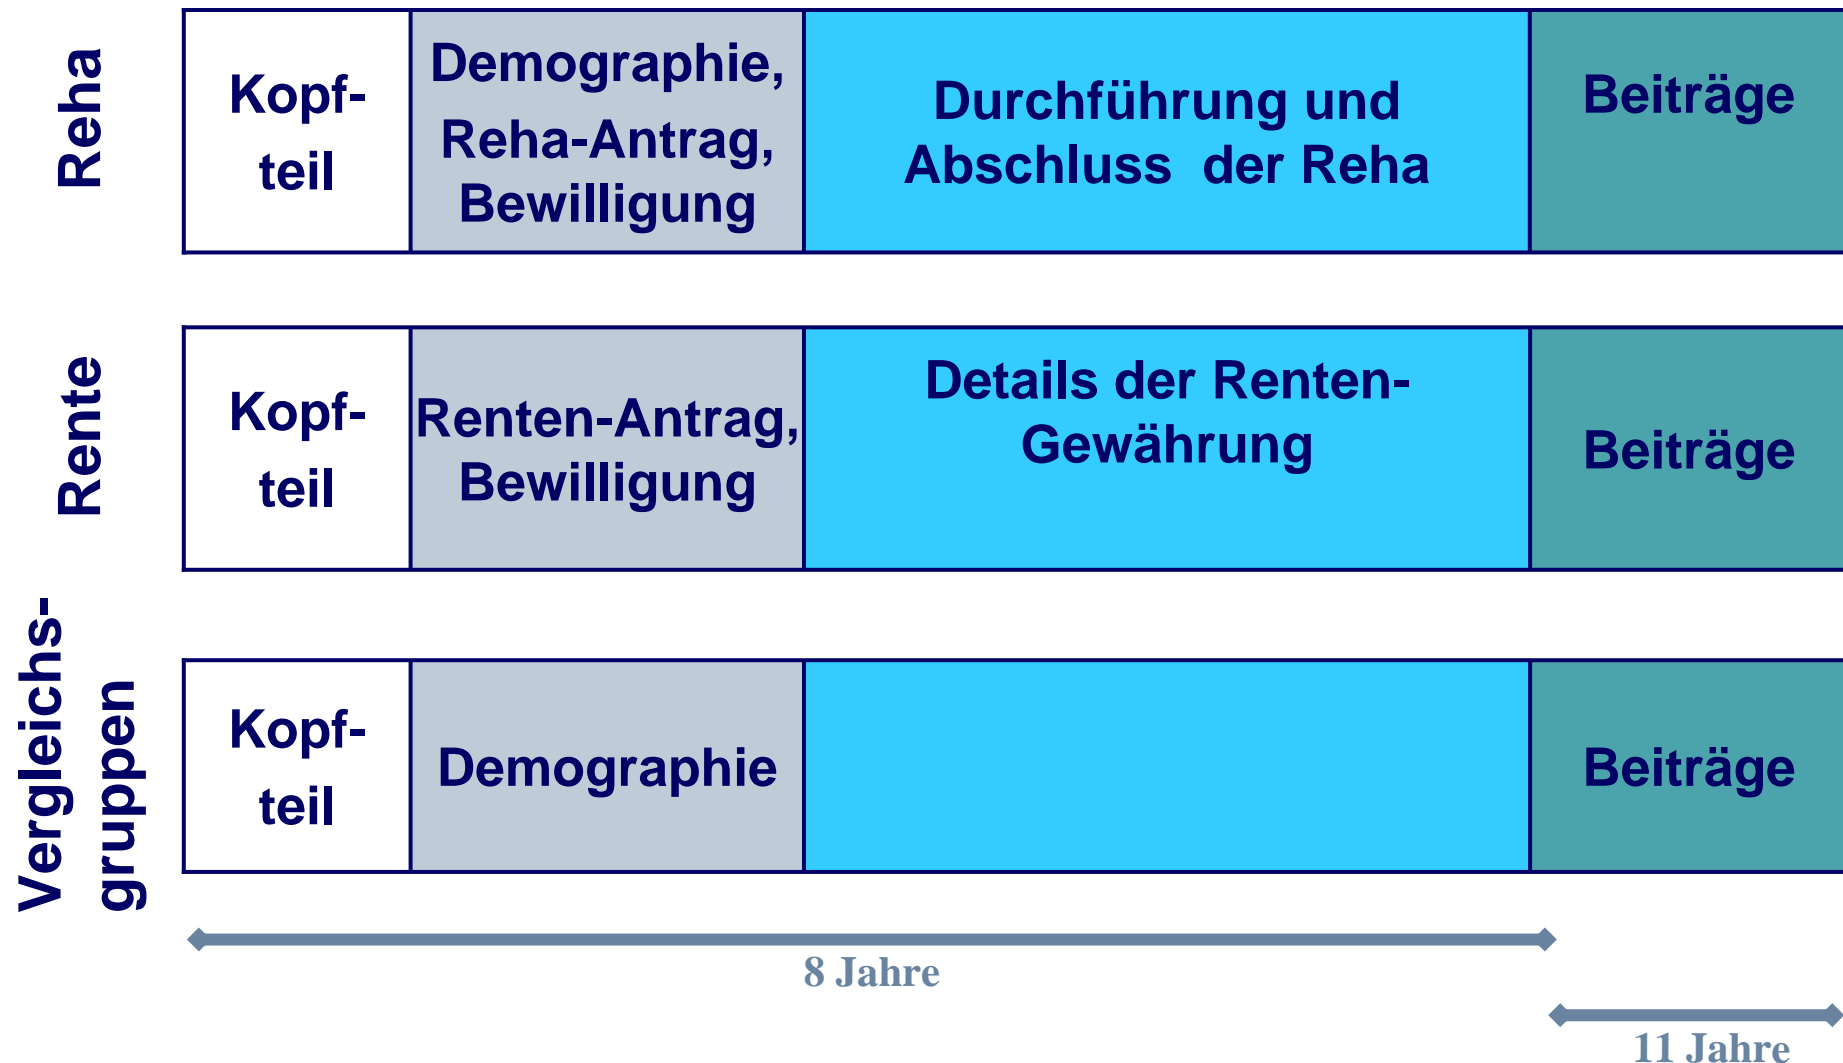 Reha
Kopf-
teil
Demographie,
Reha-Antrag,
Bewilligung
Durchführung und
Abschluss der Reha
Beiträge
Rente
Kopf-
teil
Renten-Antrag,
Bewilligung
Details der Renten-
Gewährung
Beiträge
Vergleichs-
gruppen
Kopf-
teil
Demographie
Beiträge
8 Jahre
11 Jahre